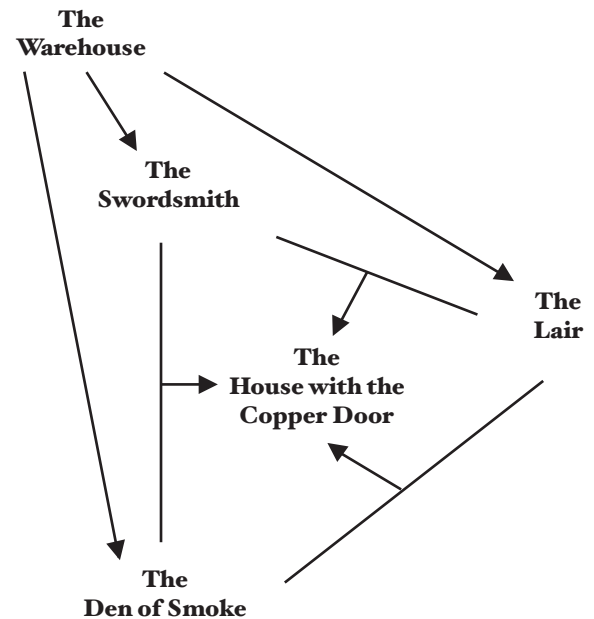 The
Warehouse
The
Swordsmith
The
Lair
The
House with the
Copper Door
The
Den of Smoke